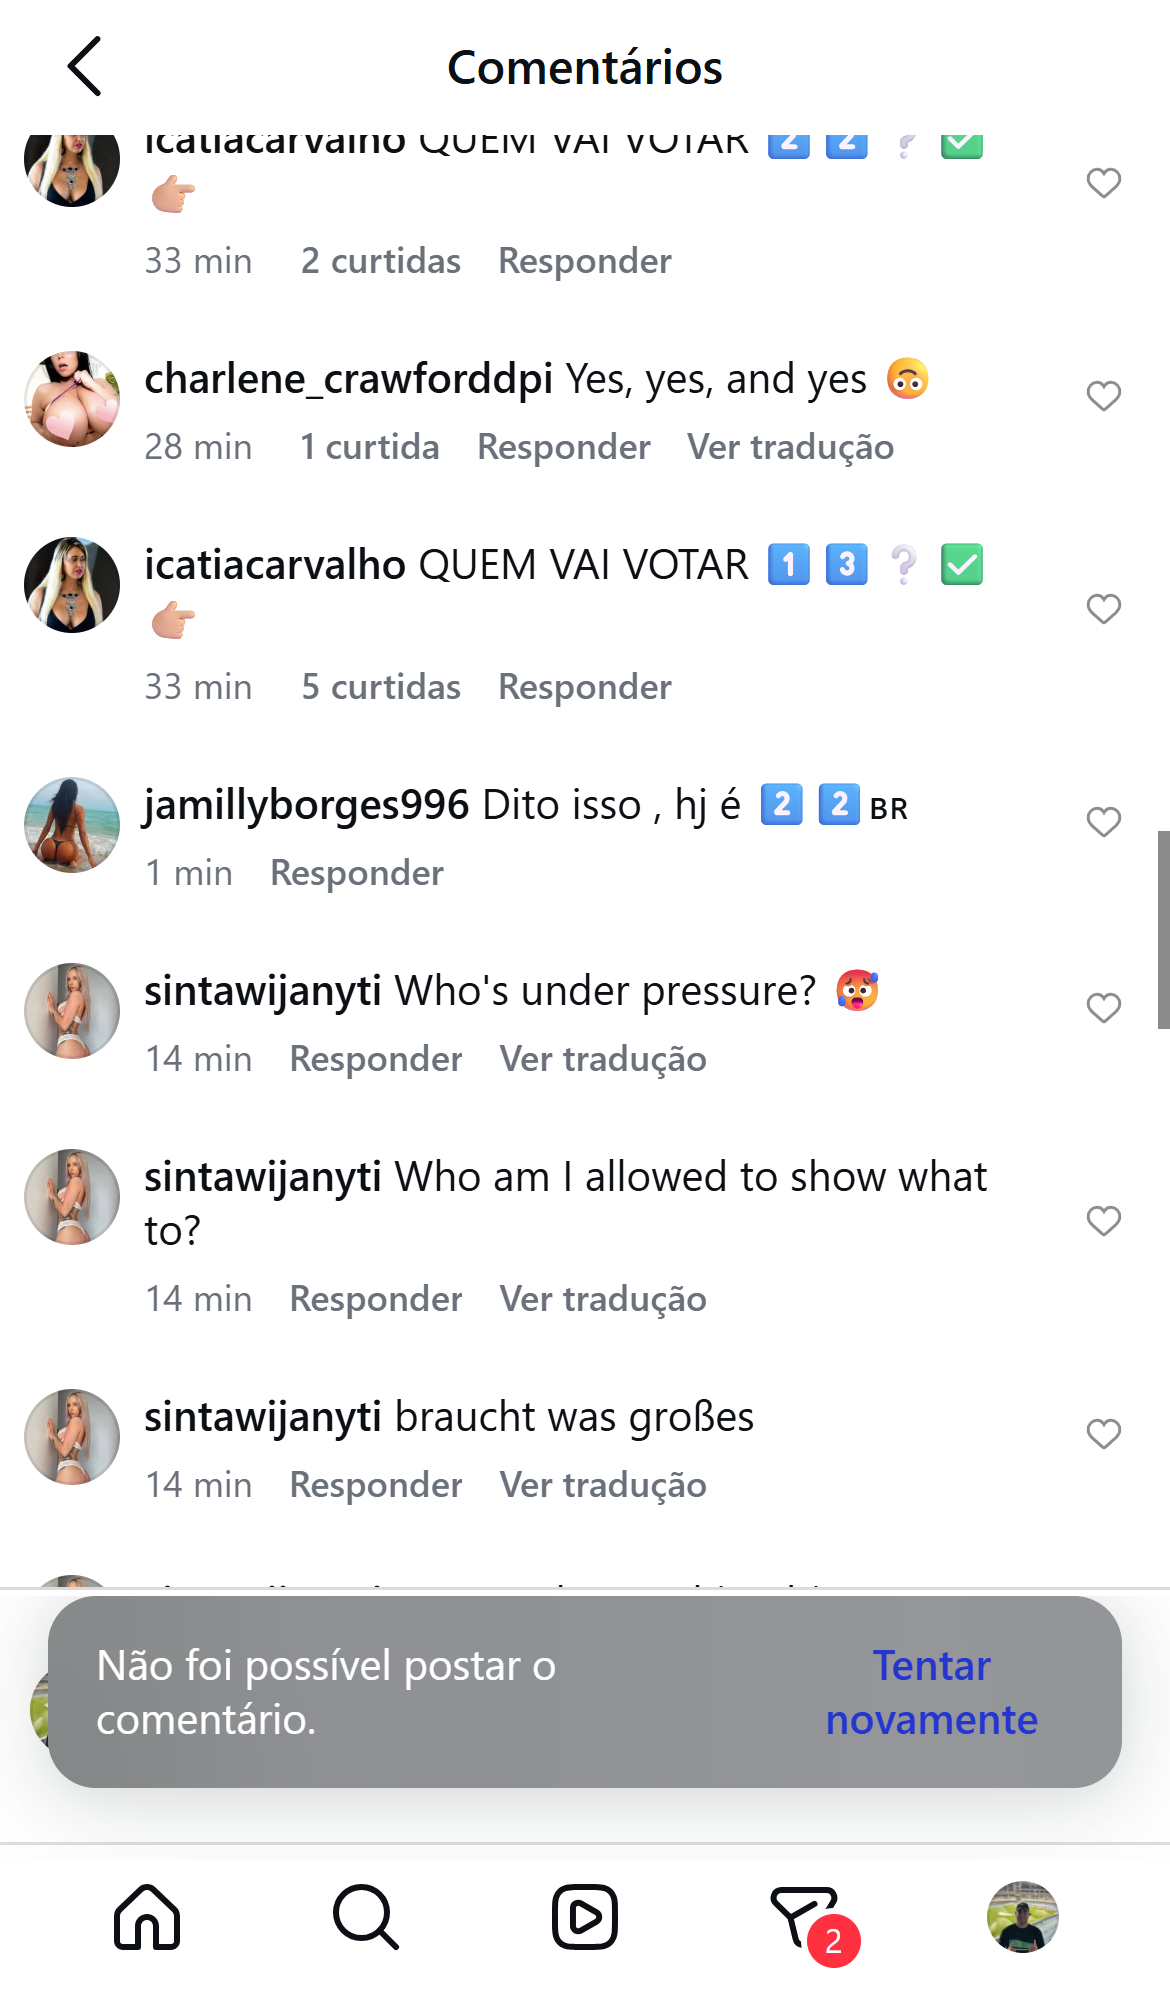 Comentários
icatiacarvalho QUEM VAI VOTAR 2️⃣ 2️⃣ ❔ ✅
👉🏼
33 min 2 curtidas Responder
charlene_crawforddpi Yes, yes, and yes 🙃
28 min 1 curtida Responder Ver tradução
icatiacarvalho QUEM VAI VOTAR 1️⃣ 3️⃣ ❔ ✅
👉🏼
33 min 5 curtidas Responder
jamillyborges996 Dito isso , hj é 2️⃣ 2️⃣ BR
1 min Responder
sintawijanyti Who's under pressure? 🥵
14 min Responder Ver tradução
sintawijanyti Who am I allowed to show what
to?
14 min Responder Ver tradução
sintawijanyti braucht was großes
14 min Responder Ver tradução
Não foi possível postar o
comentário.
Tentar
novamente
2